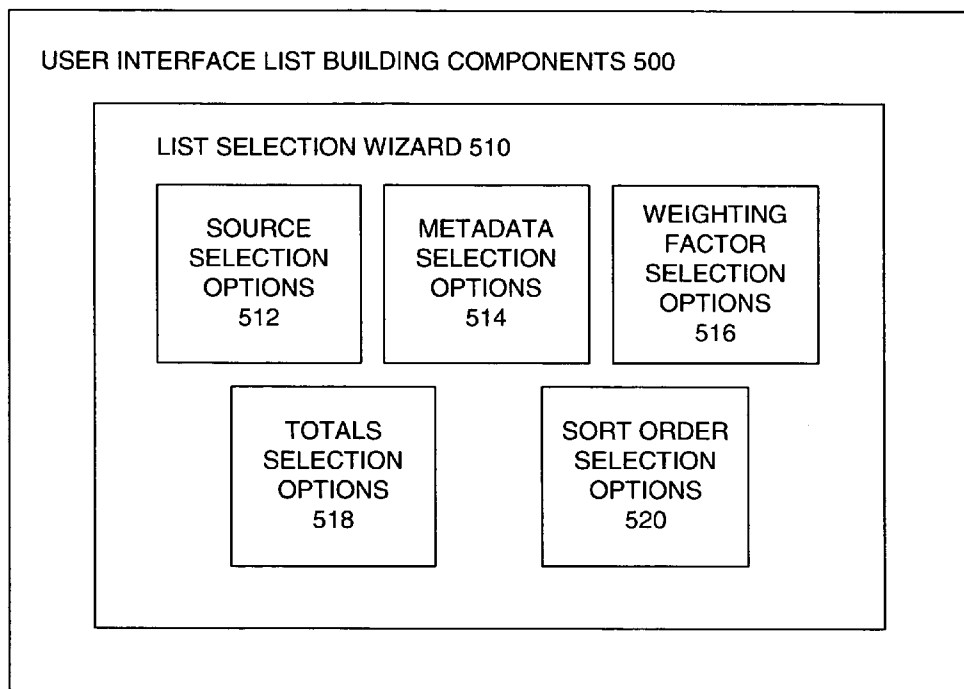 USER INTERFACE LIST BUILDING COMPONENTS 500
LIST SELECTION WIZARD 510
SOURCE
SELECTION
OPTIONS
512
METADATA
SELECTION
OPTIONS
514
WEIGHTING
FACTOR
SELECTION
OPTIONS
516
TOTALS
SELECTION
OPTIONS
518
SORT ORDER
SELECTION
OPTIONS
520